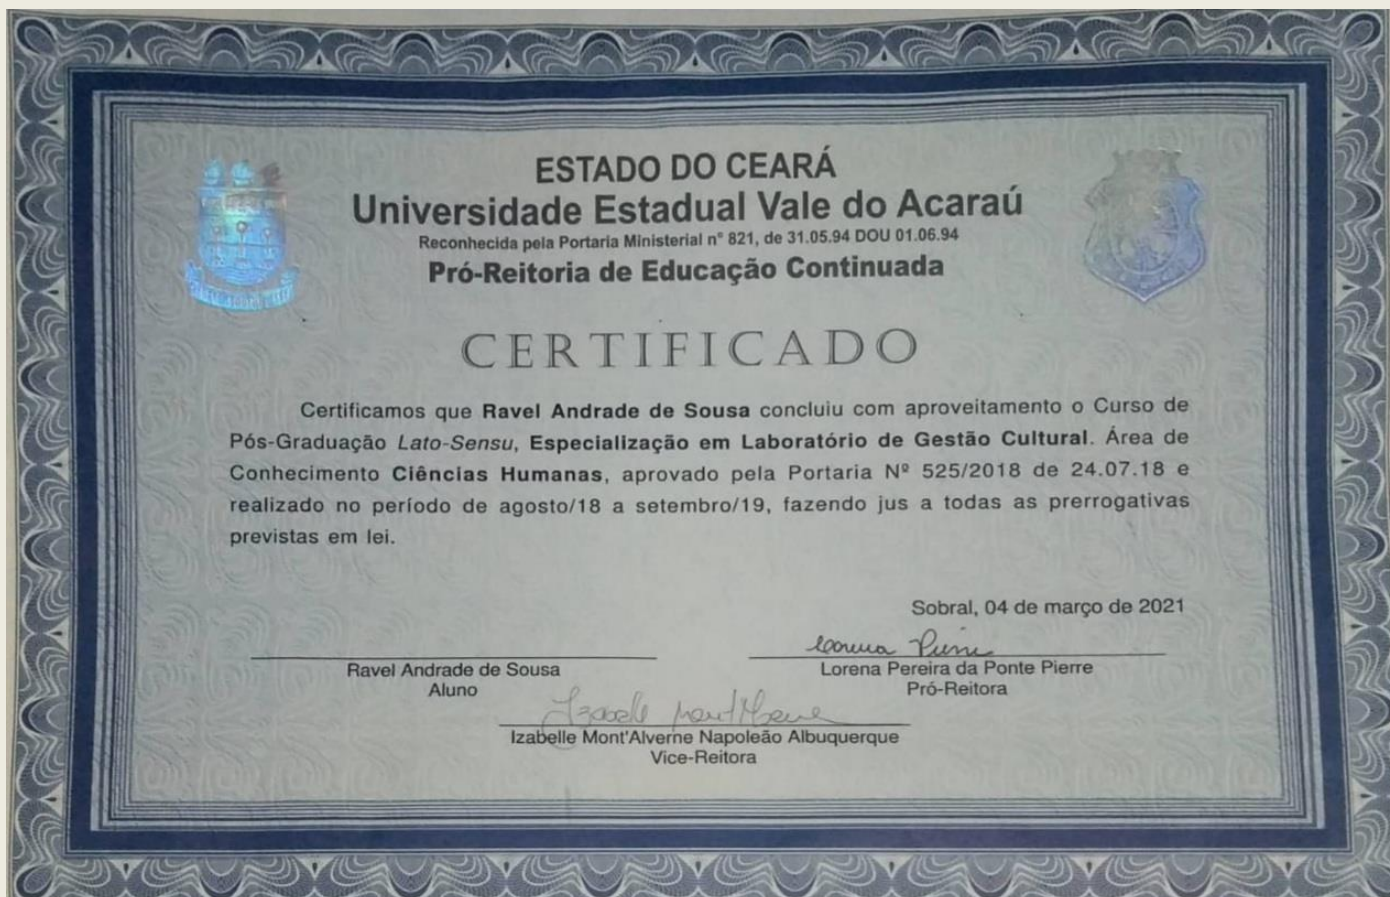 ESTADO DO CEARÁ
Universidade Estadual Vale do Acaraú
Reconhecida pela Portaria Ministerial n° 821, de 31.05.94 DOU 01.06.94
Pró-Reitoria de Educação Continuada
CERTIFICADO
Certificamos que Ravel Andrade de Sousa concluiu com aproveitamento o Curso de
Pós-Graduação Lato-Sensu, Especialização em Laboratório de Gestão Cultural. Área de
Conhecimento Ciências Humanas, aprovado pela Portaria Nº 525/2018 de 24.07.18 e
realizado no período de agosto/18 a setembro/19, fazendo jus a todas as prerrogativas
previstas em lei.
Sobral, 04 de março de 2021
Ravel Andrade de Sousa
Aluno
Lorena Pereira da Ponte Pierre
Pró-Reitora
Izabelle Mont'Alverne Napoleão Albuquerque
Vice-Reitora